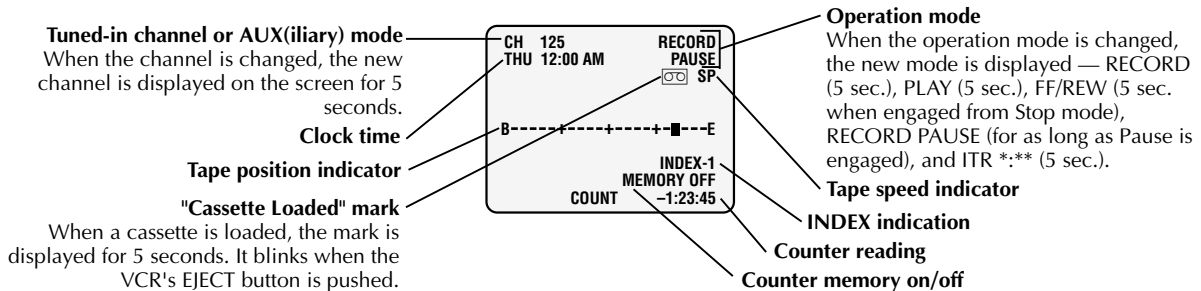 Tuned-in channel or AUX(iliary) mode
When the channel is changed, the new
channel is displayed on the screen for 5
seconds.
Clock time
Tape position indicator
"Cassette Loaded" mark
When a cassette is loaded, the mark is
displayed for 5 seconds. It blinks when the
VCR's EJECT button is pushed.
CH 125 RECORD
THU 12:00 AM PAUSE
SP
B----+----+----+-■--E
INDEX-1
MEMORY OFF
COUNT –1:23:45
Operation mode
When the operation mode is changed,
the new mode is displayed — RECORD
(5 sec.), PLAY (5 sec.), FF/REW (5 sec.
when engaged from Stop mode),
RECORD PAUSE (for as long as Pause is
engaged), and ITR *:** (5 sec.).
Tape speed indicator
INDEX indication
Counter reading
Counter memory on/off